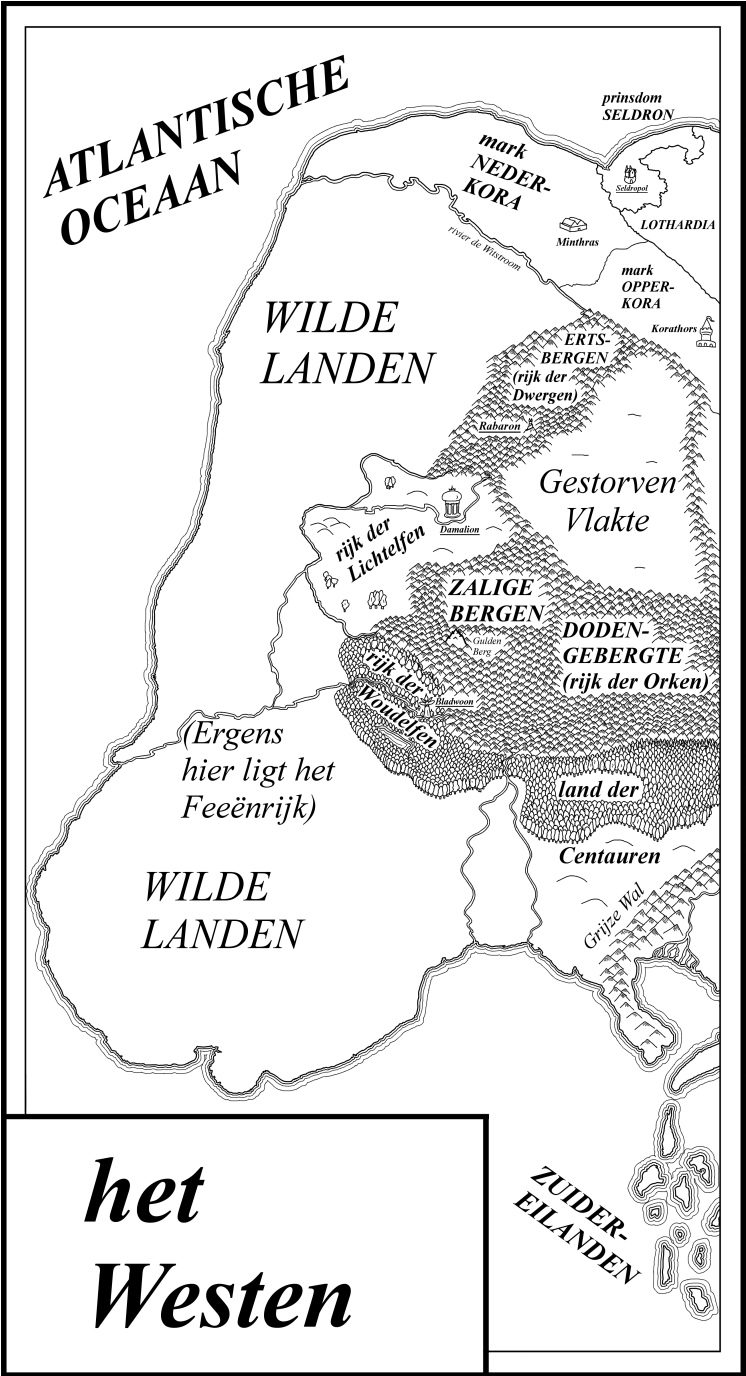 ATLANTISCHE
OCEAAN
prinsdom
SELDRON
mark
NEDER-
KORA
Seldropol
LOTHARDIA
Minthras
rivier de Witstroom
mark
OPPER-
KORA
Korathors
WILDE
LANDEN
ERTS-
BERGEN
(rijk der
Dwergen)
Rabaron
Gestorven
Vlakte
Damalion
rijk der
Lichtelfen
ZALIGE
BERGEN
Gulden
Berg
DODEN-
GEBERGTE
(rijk der Orken)
rijk der
Woudelfen
Bladwoon
(Ergens
hier ligt het
Feeënrijk)
land der
Centauren
WILDE
LANDEN
Grijze Wal
ZUIDER-
EILANDEN
het
Westen